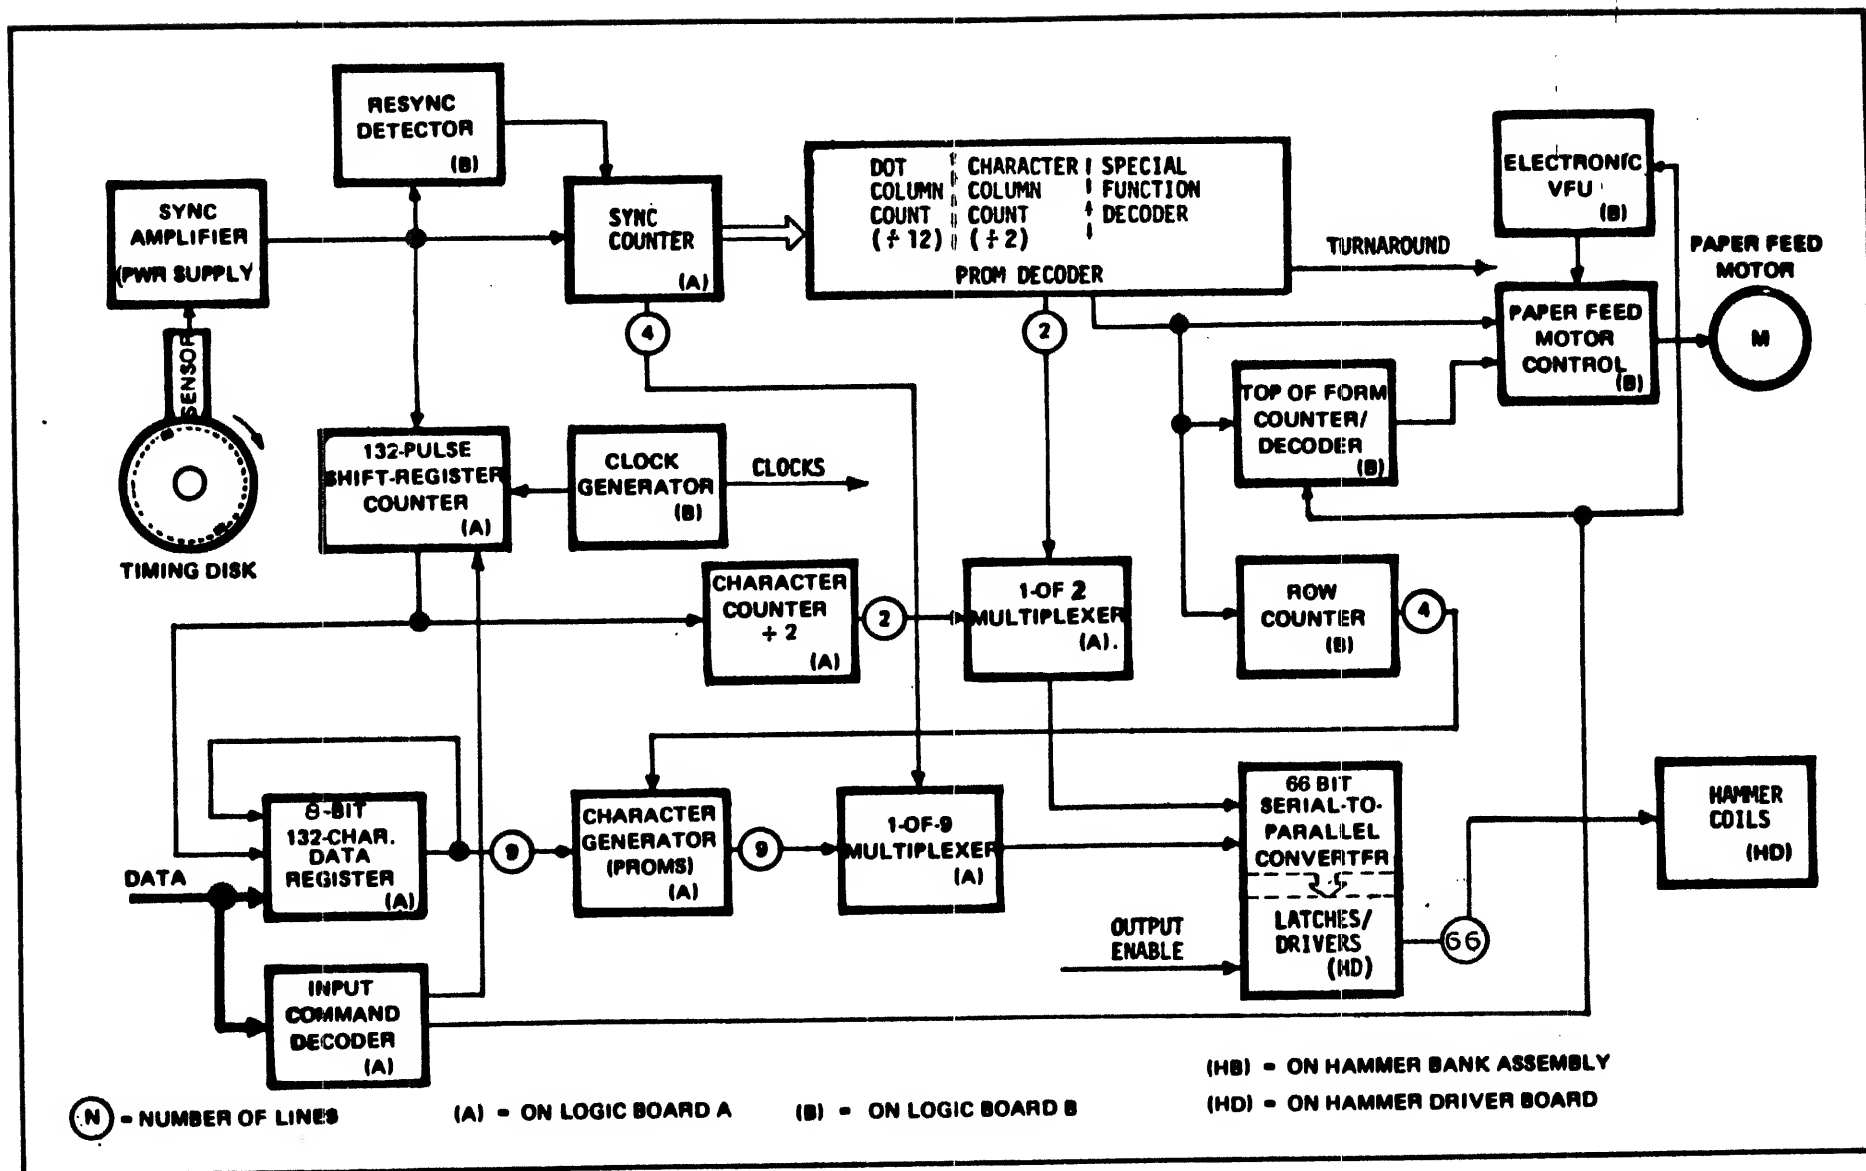 RESYNC
DETECTOR
(B)
SYNC
AMPLIFIER
(PWR SUPPLY
SENSOR
TIMING DISK
SYNC
COUNTER
(A)
4
DOT
COLUMN
COUNT
(÷12)
CHARACTER
COLUMN
COUNT
(÷2)
SPECIAL
FUNCTION
DECODER
PROM DECODER
TURNAROUND
2
ELECTRONIC
VFU
(B)
PAPER FEED
MOTOR
M
PAPER FEED
MOTOR
CONTROL
(B)
TOP OF FORM
COUNTER/
DECODER
(B)
132-PULSE
SHIFT-REGISTER
COUNTER
(A)
CLOCK
GENERATOR
(B)
CLOCKS
CHARACTER
COUNTER
÷ 2
(A)
2
1-OF 2
MULTIPLEXER
(A).
ROW
COUNTER
(B)
4
8-BIT
132-CHAR.
DATA
REGISTER
(A)
DATA
9
CHARACTER
GENERATOR
(PROMS)
(A)
9
1-OF-9
MULTIPLEXER
(A)
66 BIT
SERIAL-TO-
PARALLEL
CONVERTER
LATCHES/
DRIVERS
(HD)
OUTPUT
ENABLE
66
HAMMER
COILS
(HD)
INPUT
COMMAND
DECODER
(A)
(HB) = ON HAMMER BANK ASSEMBLY
(HD) = ON HAMMER DRIVER BOARD
N = NUMBER OF LINES
(A) = ON LOGIC BOARD A
(B) = ON LOGIC BOARD B